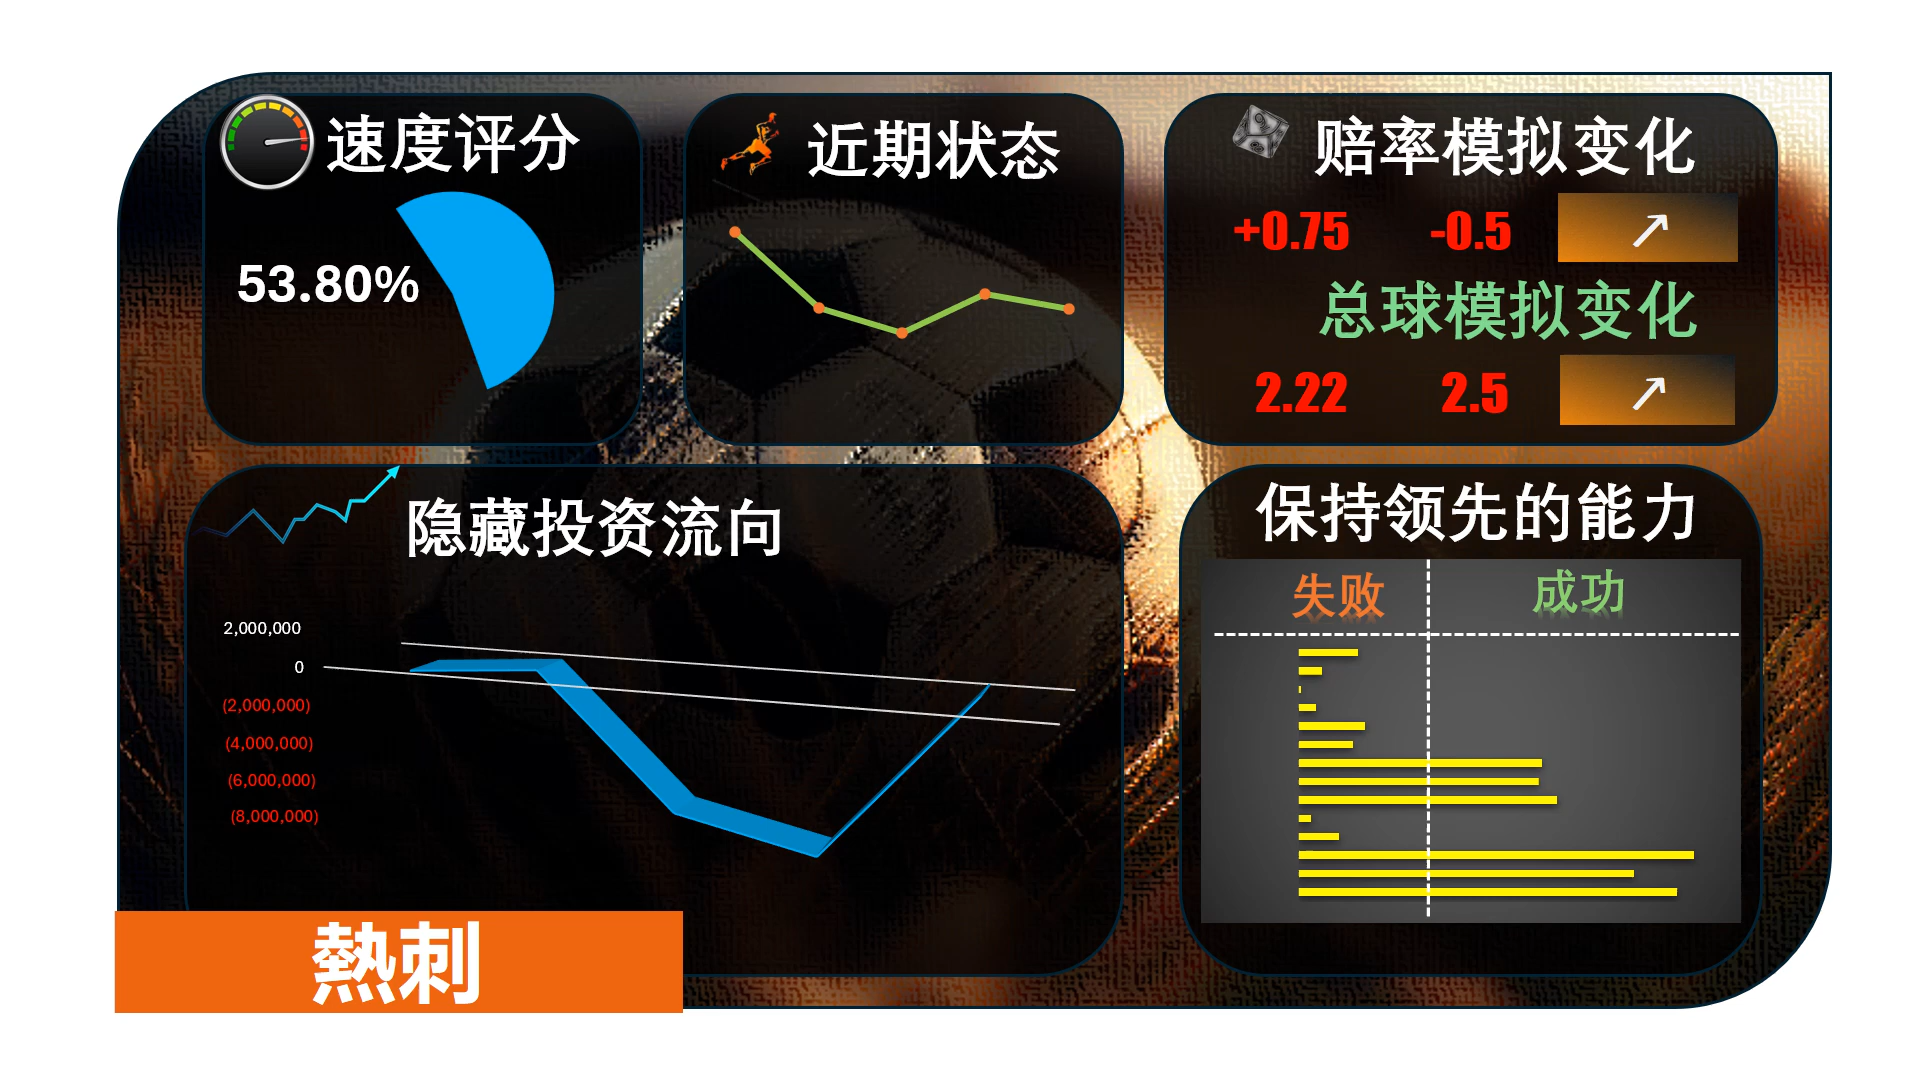 速度评分
53.80%
近期状态
赔率模拟变化
+0.75 -0.5 ↗
总球模拟变化
2.22 2.5 ↗
隐藏投资流向
2,000,000
0
(2,000,000)
(4,000,000)
(6,000,000)
(8,000,000)
保持领先的能力
失败 成功
熱刺